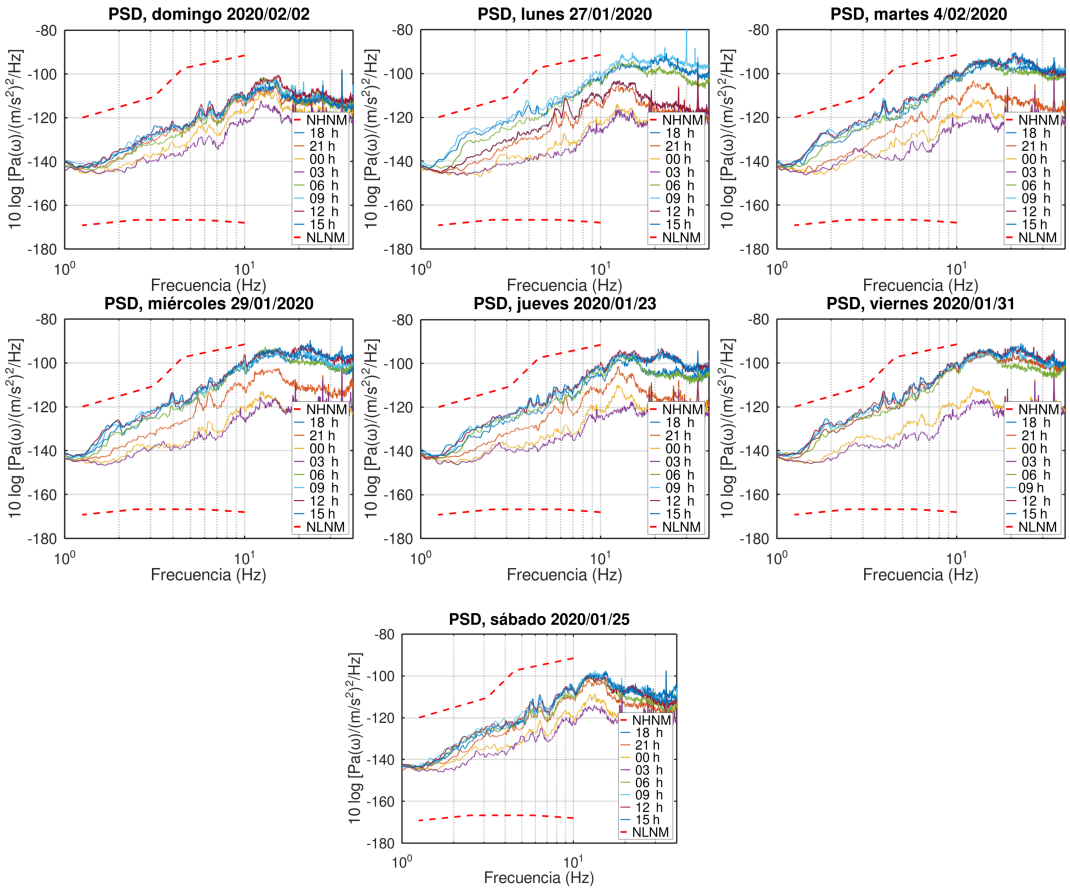 PSD, domingo 2020/02/02
-80
-100
-120
-140
-160
-180
10 log [Pa(ω)/(m/s²)²/Hz]
10⁰
10¹
Frecuencia (Hz)
NHNM
18 h
21 h
00 h
03 h
06 h
09 h
12 h
15 h
NLNM
PSD, lunes 27/01/2020
-80
-100
-120
-140
-160
-180
10 log [Pa(ω)/(m/s²)²/Hz]
10⁰
10¹
Frecuencia (Hz)
NHNM
18 h
21 h
00 h
03 h
06 h
09 h
12 h
15 h
NLNM
PSD, martes 4/02/2020
-80
-100
-120
-140
-160
-180
10 log [Pa(ω)/(m/s²)²/Hz]
10⁰
10¹
Frecuencia (Hz)
NHNM
18 h
21 h
00 h
03 h
06 h
09 h
12 h
15 h
NLNM
PSD, miércoles 29/01/2020
-80
-100
-120
-140
-160
-180
10 log [Pa(ω)/(m/s²)²/Hz]
10⁰
10¹
Frecuencia (Hz)
NHNM
18 h
21 h
00 h
03 h
06 h
09 h
12 h
15 h
NLNM
PSD, jueves 2020/01/23
-80
-100
-120
-140
-160
-180
10 log [Pa(ω)/(m/s²)²/Hz]
10⁰
10¹
Frecuencia (Hz)
NHNM
18 h
21 h
00 h
03 h
06 h
09 h
12 h
15 h
NLNM
PSD, viernes 2020/01/31
-80
-100
-120
-140
-160
-180
10 log [Pa(ω)/(m/s²)²/Hz]
10⁰
10¹
Frecuencia (Hz)
NHNM
18 h
21 h
00 h
03 h
06 h
09 h
12 h
15 h
NLNM
PSD, sábado 2020/01/25
-80
-100
-120
-140
-160
-180
10 log [Pa(ω)/(m/s²)²/Hz]
10⁰
10¹
Frecuencia (Hz)
NHNM
18 h
21 h
00 h
03 h
06 h
09 h
12 h
15 h
NLNM